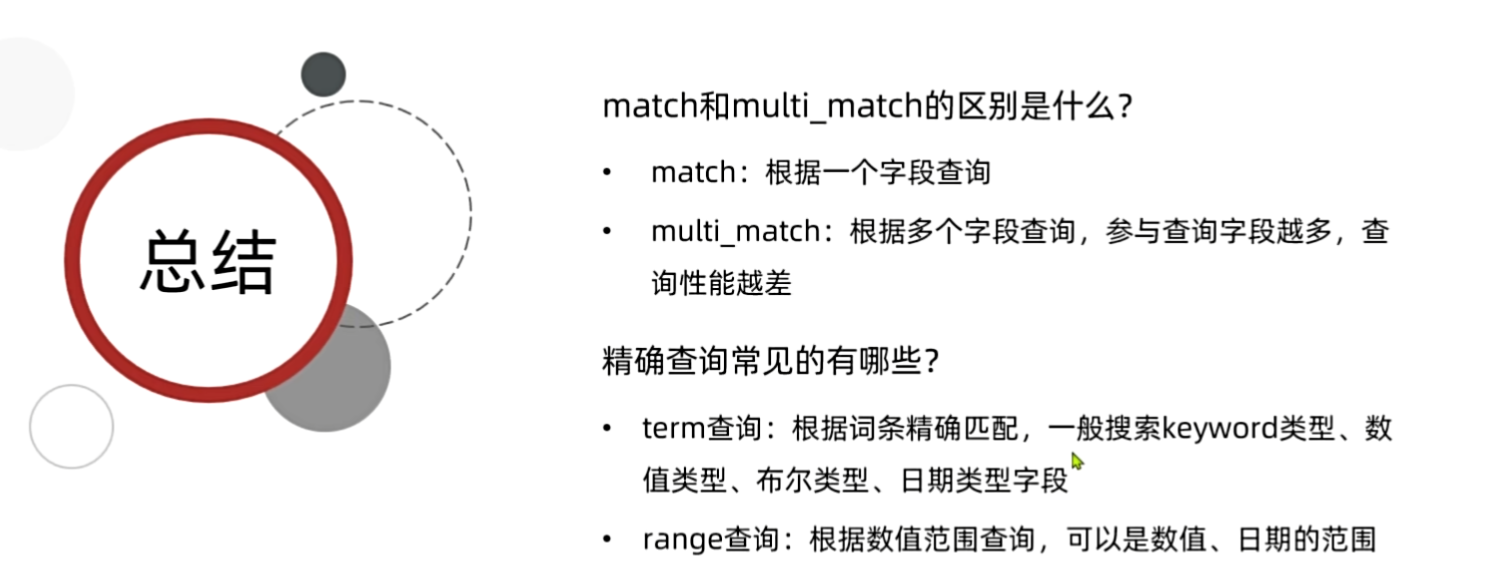 总结
match和multi_match的区别是什么？
• match：根据一个字段查询
• multi_match：根据多个字段查询，参与查询字段越多，查
询性能越差
精确查询常见的有哪些？
• term查询：根据词条精确匹配，一般搜索keyword类型、数
值类型、布尔类型、日期类型字段
• range查询：根据数值范围查询，可以是数值、日期的范围